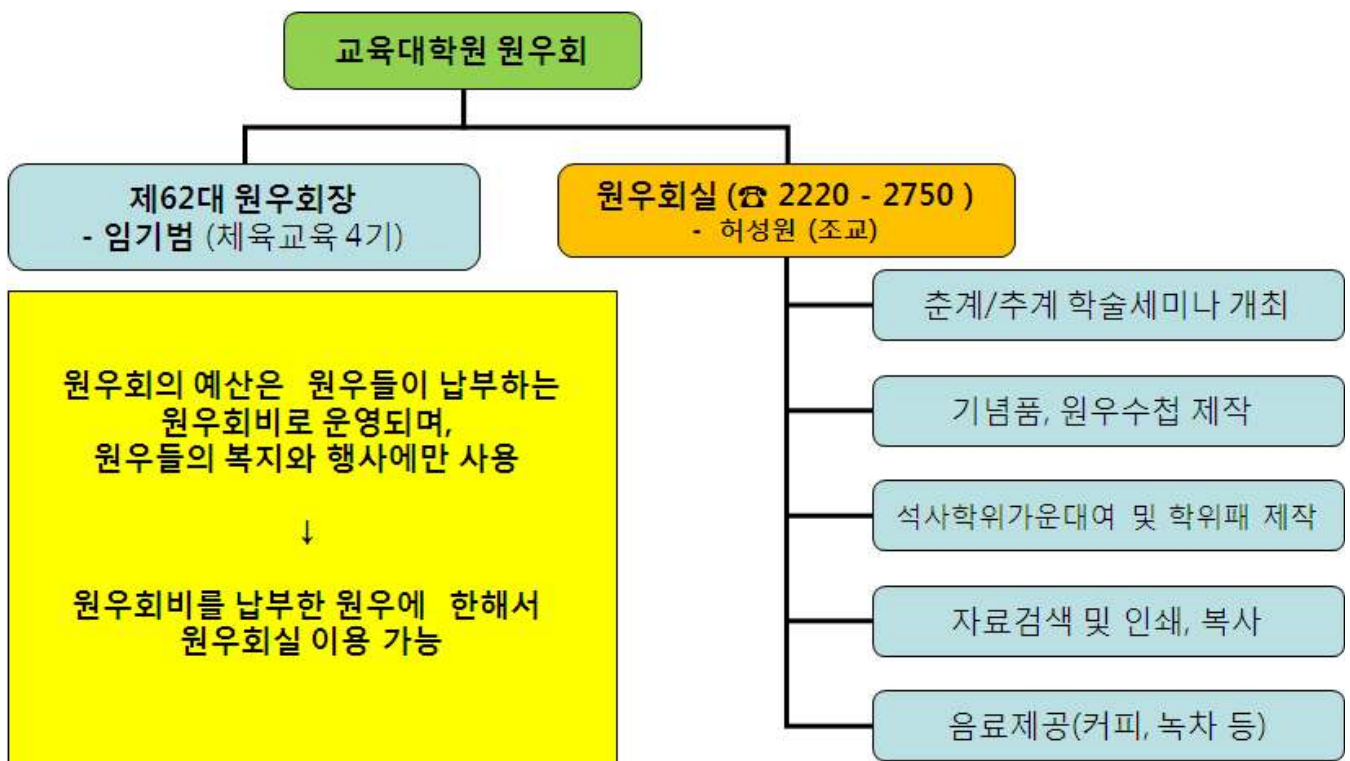 교육대학원 원우회
제62대 원우회장
- 임기범 (체육교육 4기)
원우회실 (☎ 2220 - 2750 )
- 허성원 (조교)
원우회의 예산은 원우들이 납부하는
원우회비로 운영되며,
원우들의 복지와 행사에만 사용
↓
원우회비를 납부한 원우에 한해서
원우회실 이용 가능
춘계/추계 학술세미나 개최
기념품, 원우수첩 제작
석사학위가운대여 및 학위패 제작
자료검색 및 인쇄, 복사
음료제공(커피, 녹차 등)